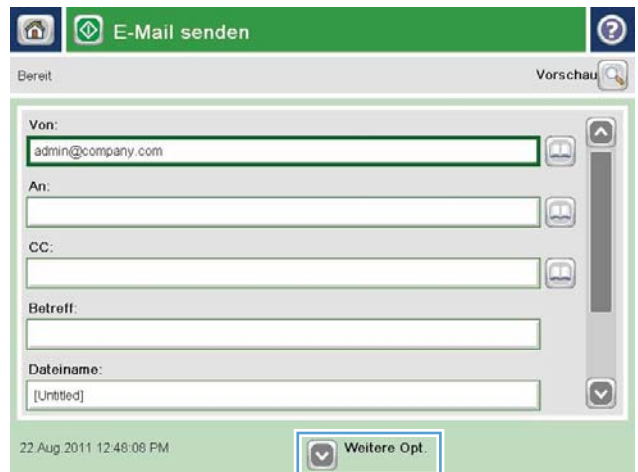 E-Mail senden
Bereit
Vorschau
Von:
admin@company.com
An:
CC:
Betreff:
Dateiname:
[Untitled]
22 Aug 2011 12:48:08 PM
Weitere Opt.